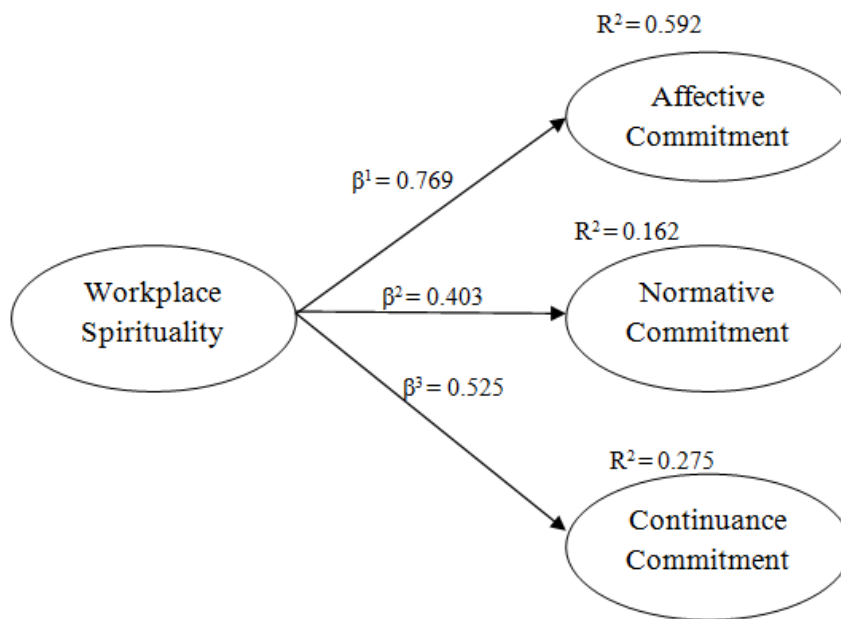 R² = 0.592
Affective
Commitment
β¹ = 0.769
R² = 0.162
Workplace
Spirituality
β² = 0.403
Normative
Commitment
β³ = 0.525
R² = 0.275
Continuance
Commitment